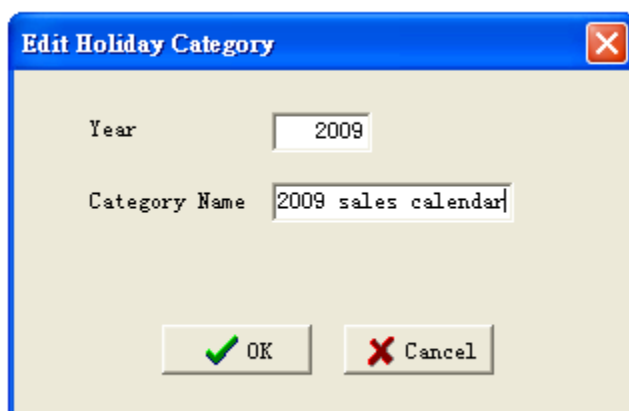 Edit Holiday Category
Year 2009
Category Name 2009 sales calendar
OK Cancel